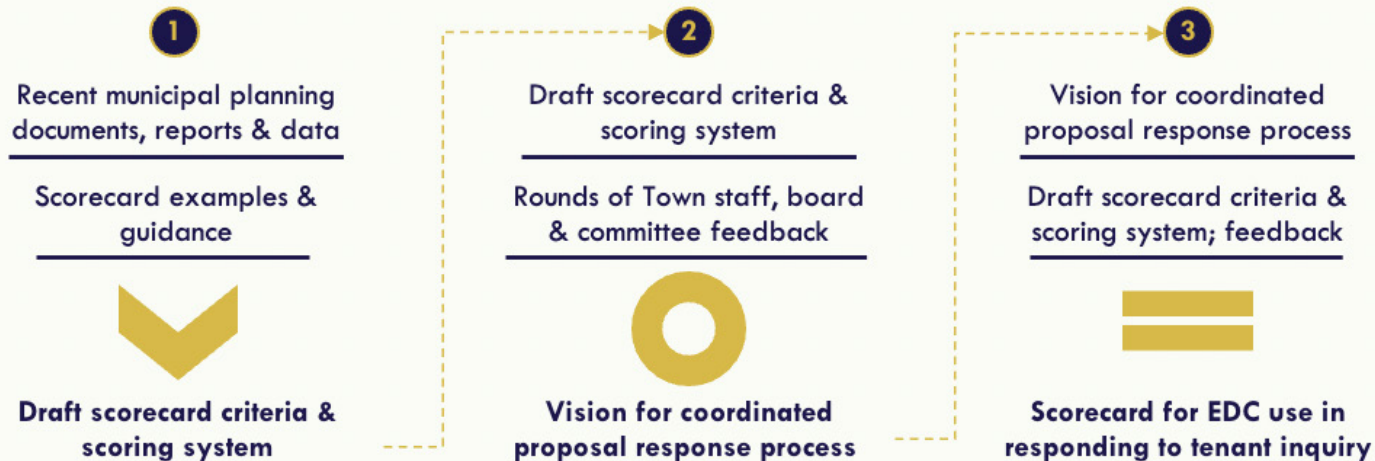 1
Recent municipal planning
documents, reports & data
Scorecard examples &
guidance
Draft scorecard criteria &
scoring system
2
Draft scorecard criteria &
scoring system
Rounds of Town staff, board
& committee feedback
Vision for coordinated
proposal response process
3
Vision for coordinated
proposal response process
Draft scorecard criteria &
scoring system; feedback
Scorecard for EDC use in
responding to tenant inquiry